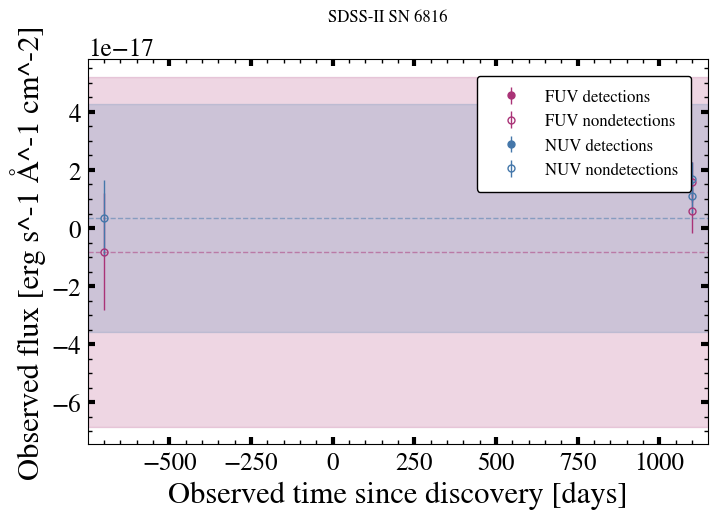 SDSS-II SN 6816
1e−17
Observed flux [erg s^-1 Å^-1 cm^-2]
4
2
0
−2
−4
−6
FUV detections
FUV nondetections
NUV detections
NUV nondetections
−500 −250 0 250 500 750 1000
Observed time since discovery [days]